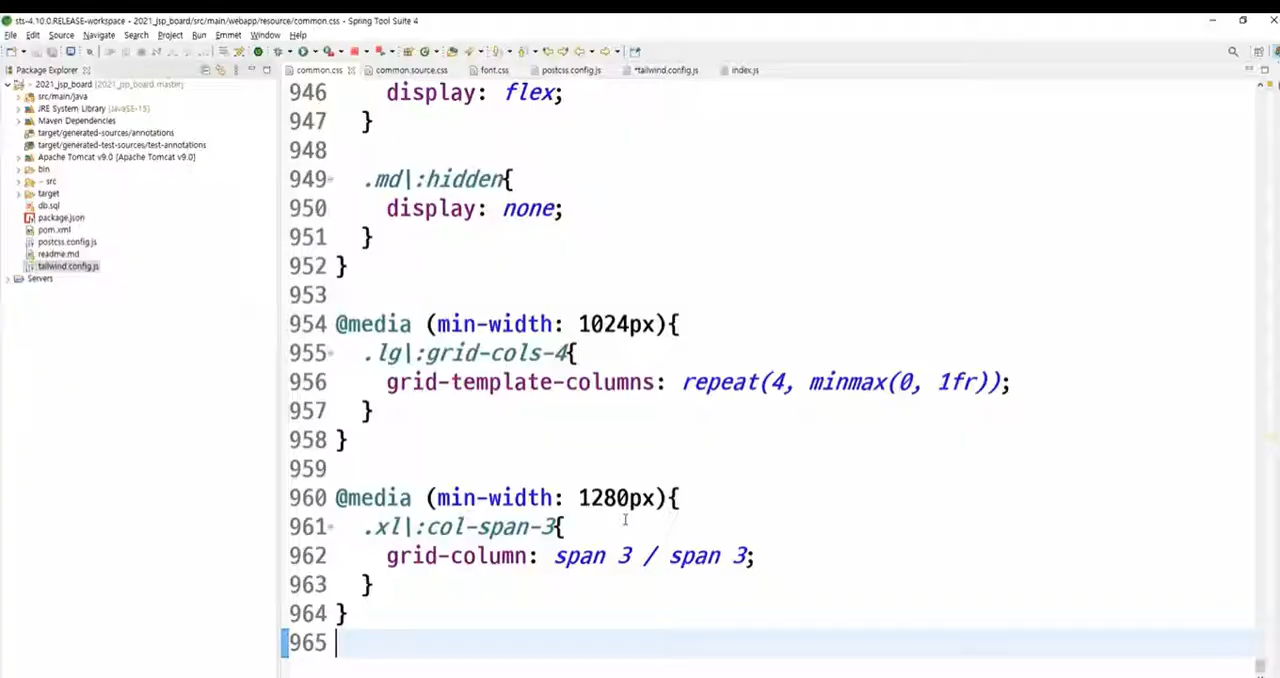 sts-4.10.0.RELEASE-workspace - 2021_jsp_board/src/main/webapp/resource/common.css - Spring Tool Suite 4
File Edit Source Navigate Search Project Run Emmet Window Help
Package Explorer
common.css common.source.css font.css postcss.config.js *tailwind.config.js index.js
2021_jsp_board (2021_jsp_board master)
src/main/java
JRE System Library [JavaSE-15]
Maven Dependencies
target/generated-sources/annotations
target/generated-test-sources/test-annotations
Apache Tomcat v9.0 [Apache Tomcat v9.0]
bin
src
target
db.sql
package.json
pom.xml
postcss.config.js
readme.md
tailwind.config.js
Servers
946 display: flex;
947 }
948
949 .md\:hidden{
950 display: none;
951 }
952 }
953
954 @media (min-width: 1024px){
955 .lg\:grid-cols-4{
956 grid-template-columns: repeat(4, minmax(0, 1fr));
957 }
958 }
959
960 @media (min-width: 1280px){
961 .xl\:col-span-3{
962 grid-column: span 3 / span 3;
963 }
964 }
965